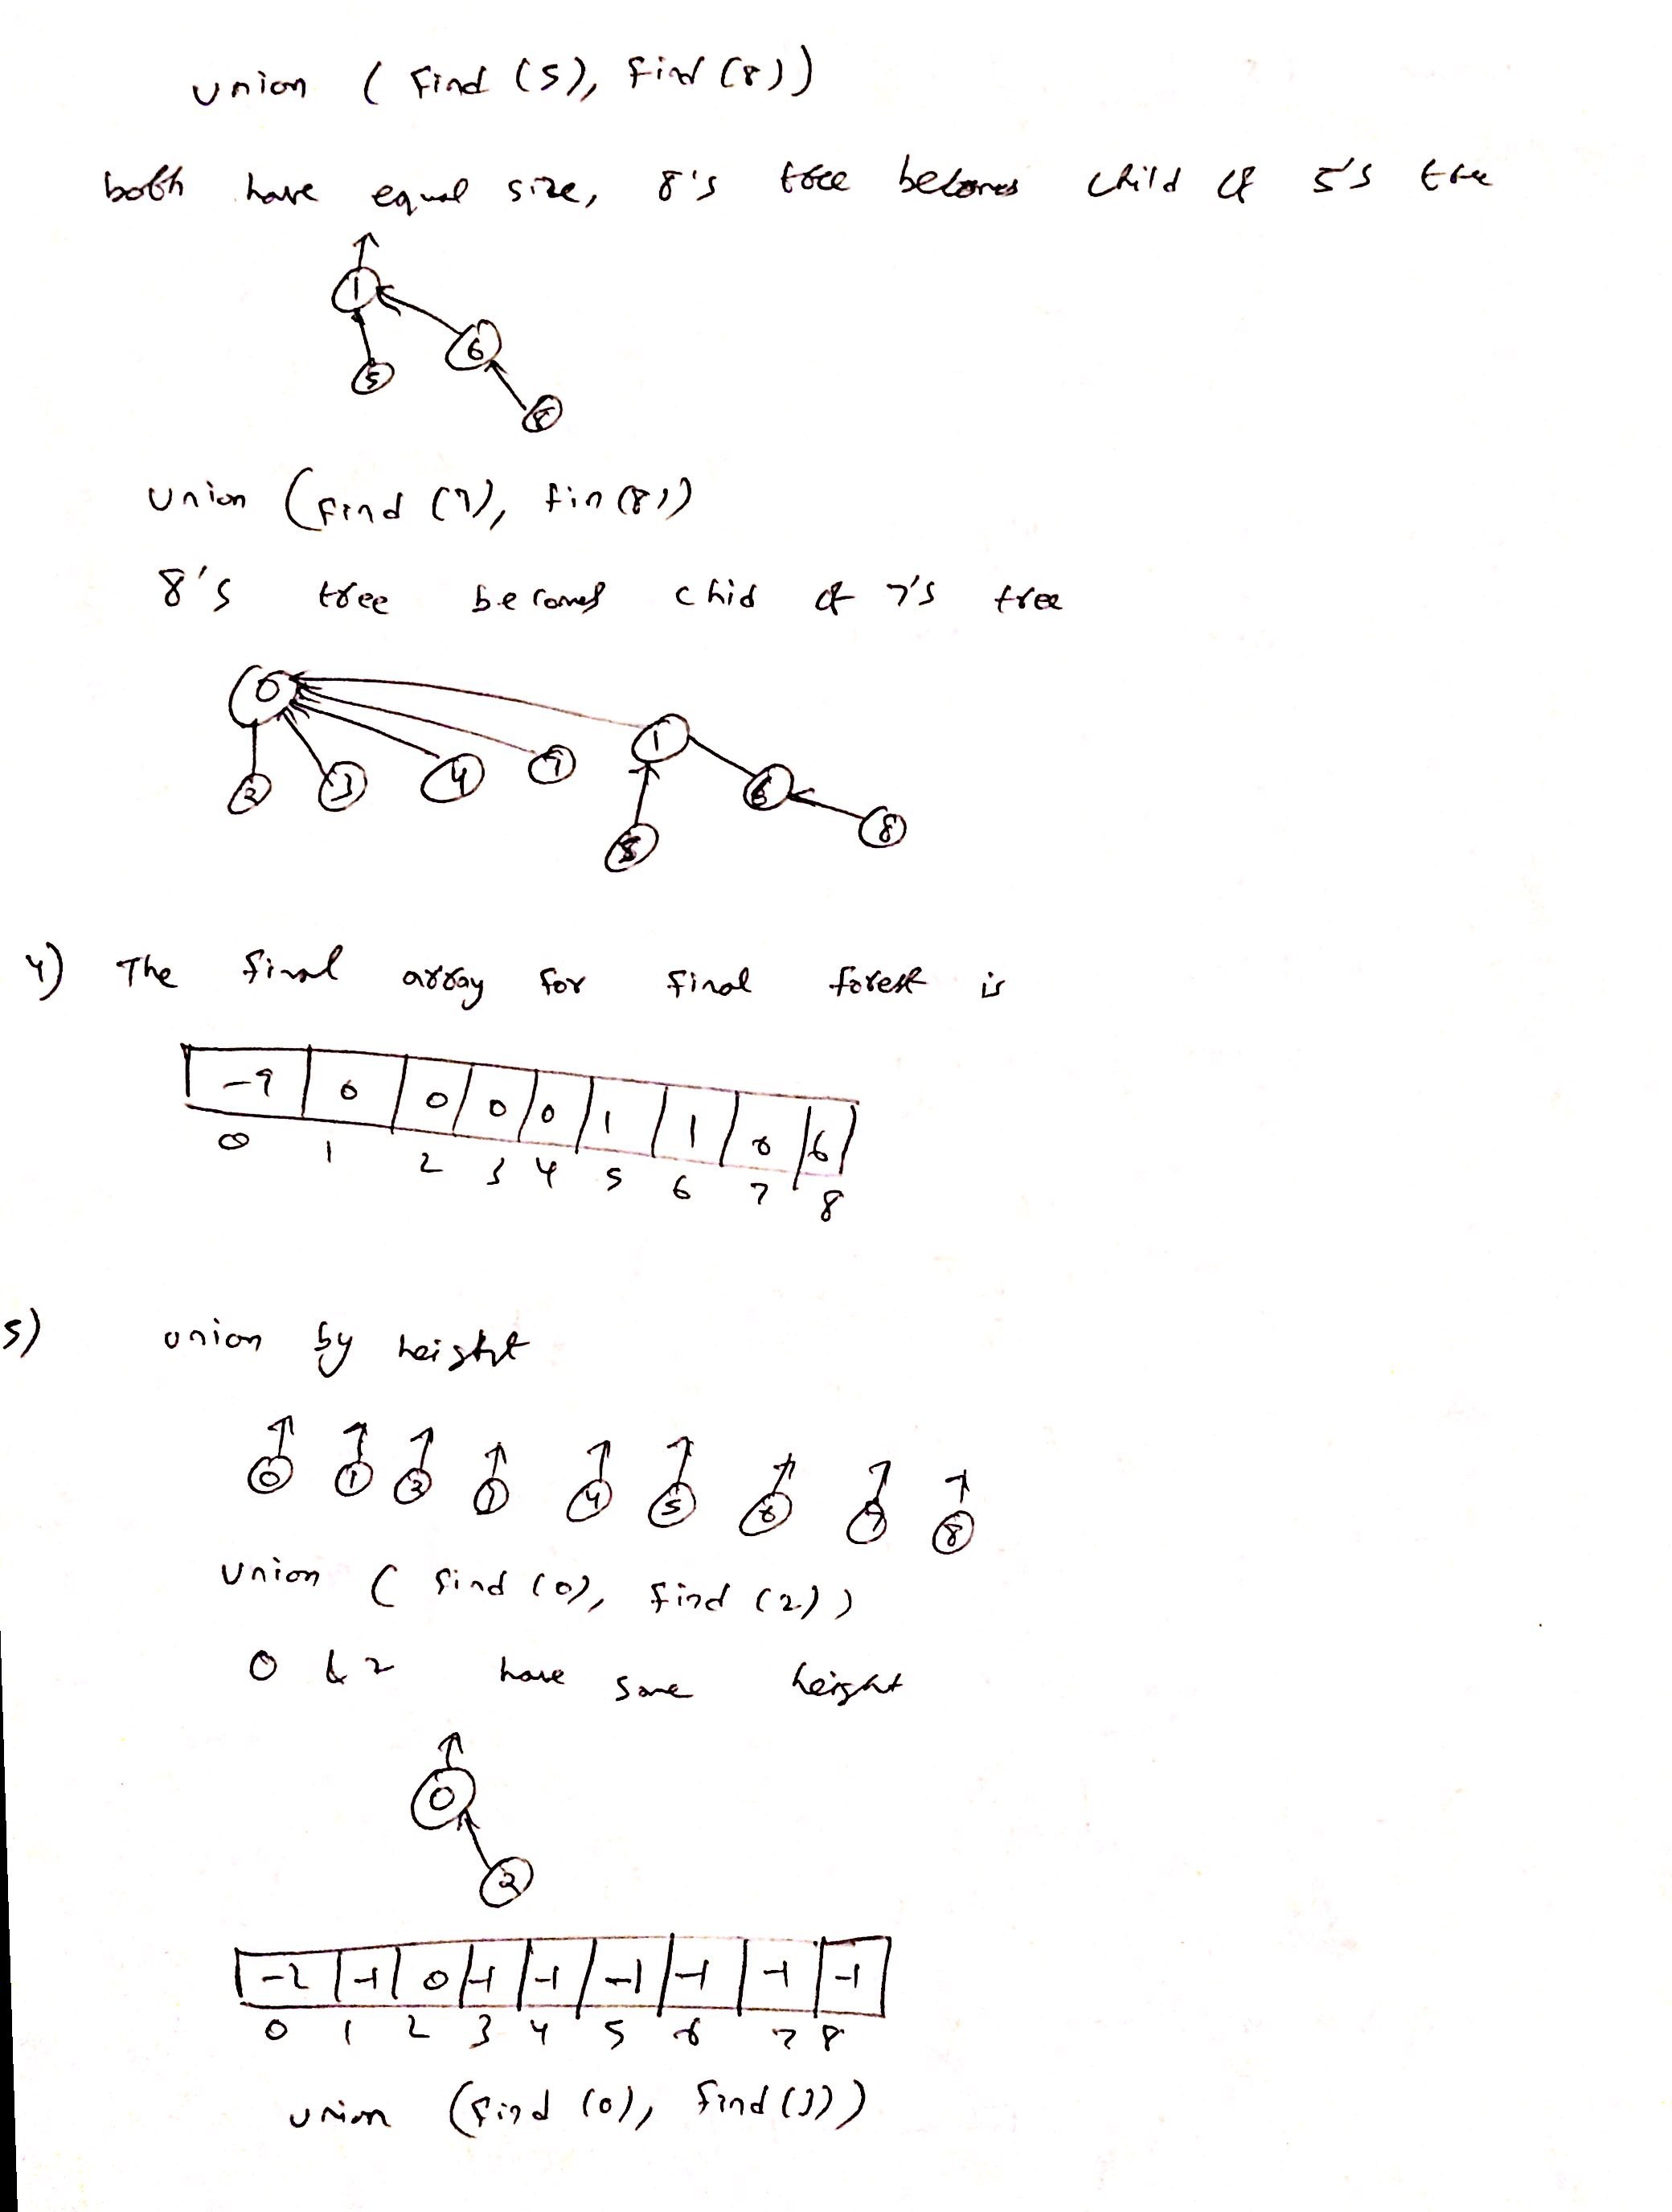 union ( find (5), find (8))
both have equal size, 8's tree becomes child of 5's tree
1
6
5
8
union (find (7), fin (8))
8's tree becomes chid of 7's tree
0
1
2 3 4 7 6
5 8
4) The final array for final forest is
-9 0 0 0 0 1 1 0 6
0 1 2 3 4 5 6 7 8
5) union by height
0 1 2 4 5 6 7 8
union ( find (0), find (2))
0 & 2 have same height
0
2
-2 -1 0 -1 -1 -1 -1 -1 -1
0 1 2 3 4 5 6 7 8
union (find (0), find (3))